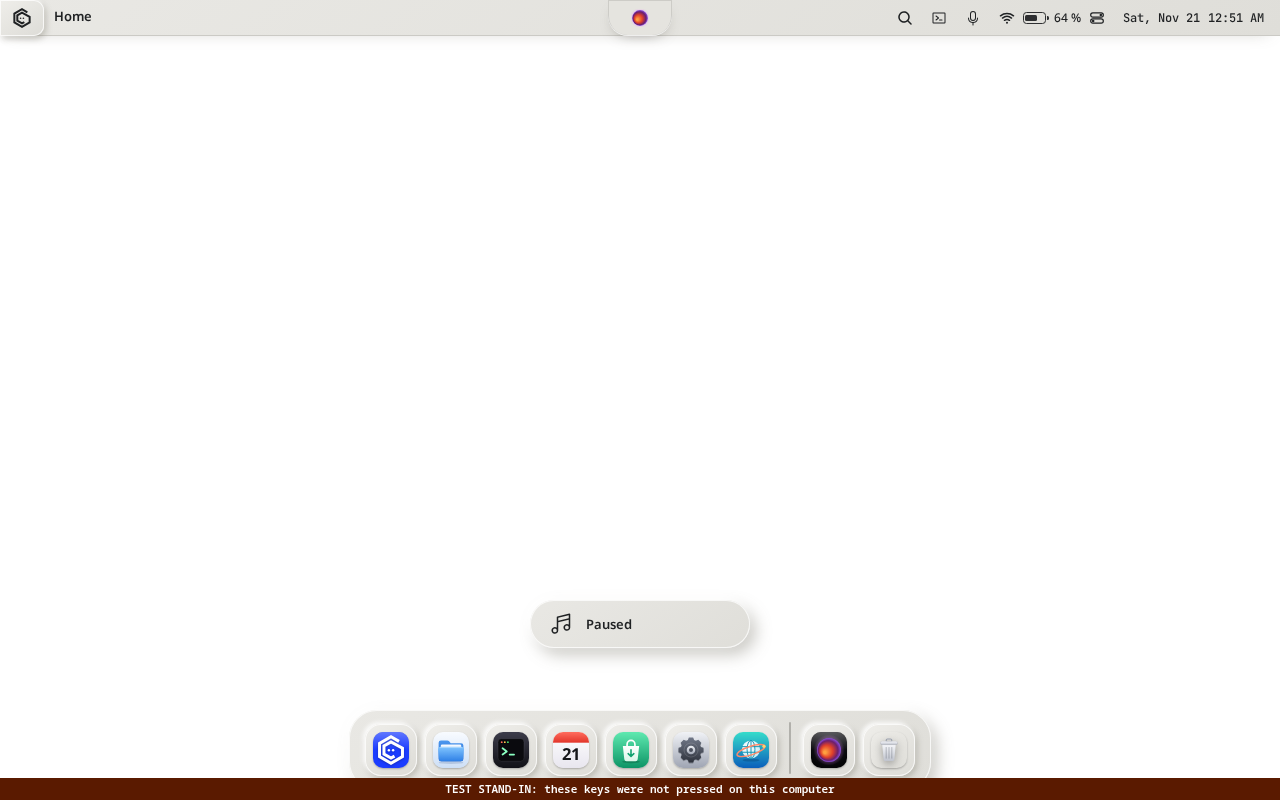 Home
64 %
Sat, Nov 21 12:51 AM
Paused
21
TEST STAND-IN: these keys were not pressed on this computer